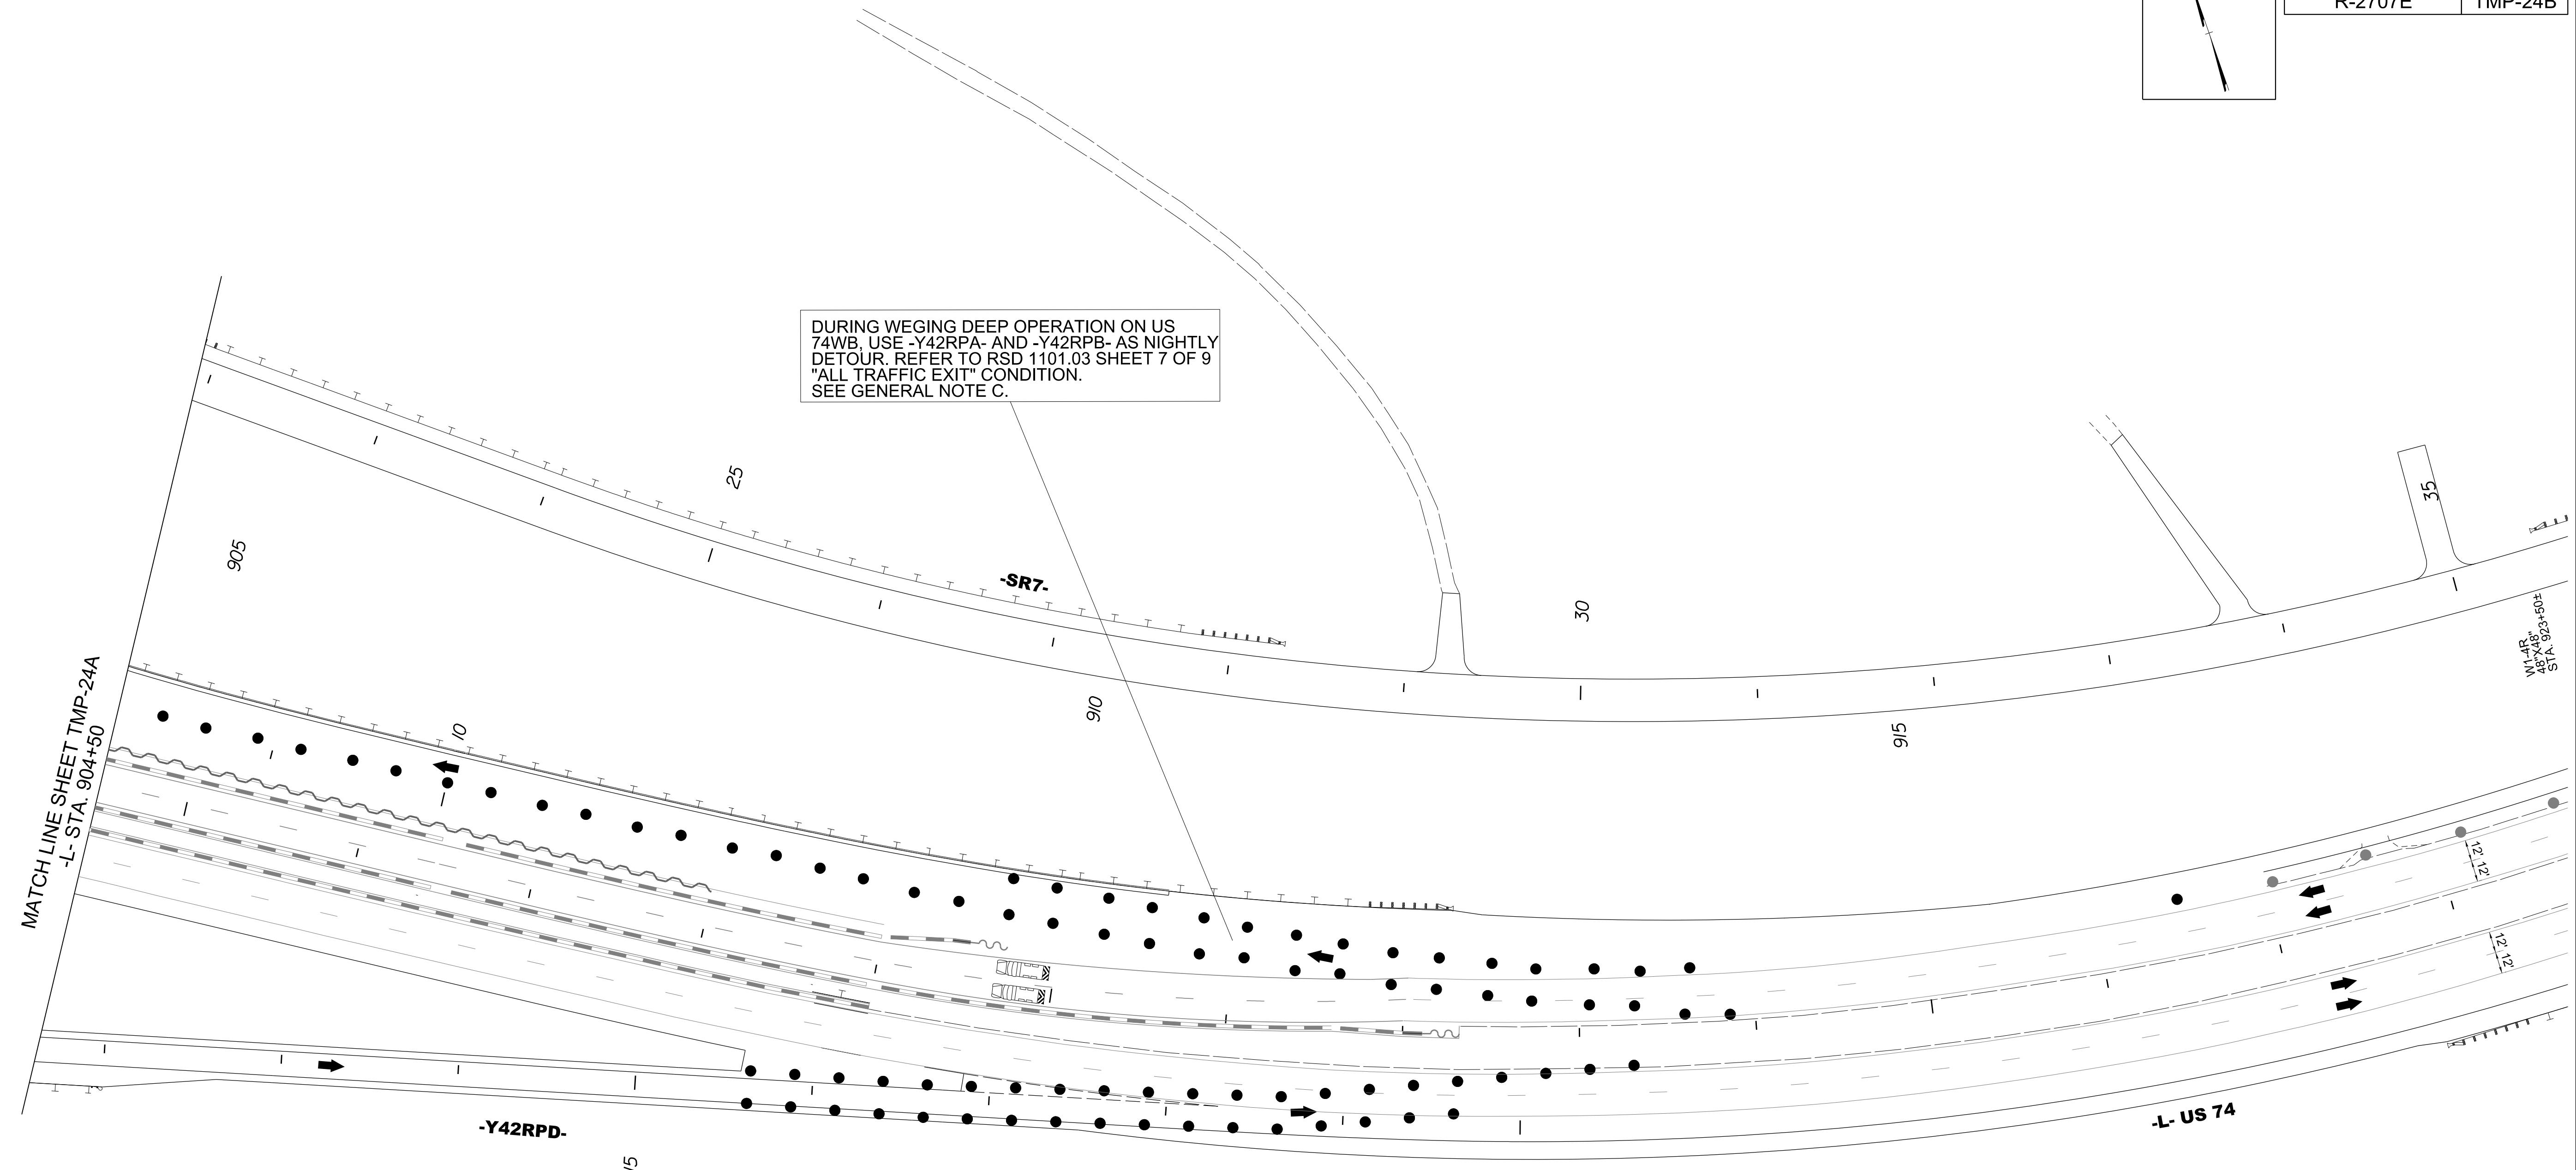 R-2707E
TMP-24B
DURING WEGING DEEP OPERATION ON US
74WB, USE -Y42RPA- AND -Y42RPB- AS NIGHTLY
DETOUR. REFER TO RSD 1101.03 SHEET 7 OF 9
"ALL TRAFFIC EXIT" CONDITION.
SEE GENERAL NOTE C.
25
35
905
-SR7-
30
W1-4R
48"X48"
STA. 923+50±
MATCH LINE SHEET TMP-24A
-L- STA. 904+50
10
910
915
12' 12'
12' 12'
-Y42RPD-
-L- US 74